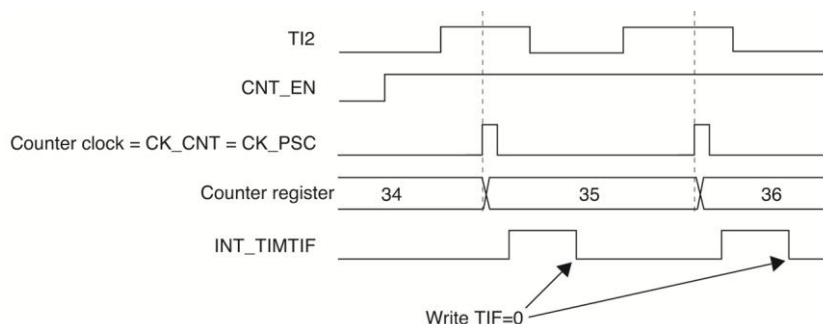 TI2
CNT_EN
Counter clock = CK_CNT = CK_PSC
Counter register 34 35 36
INT_TIMTIF
Write TIF=0